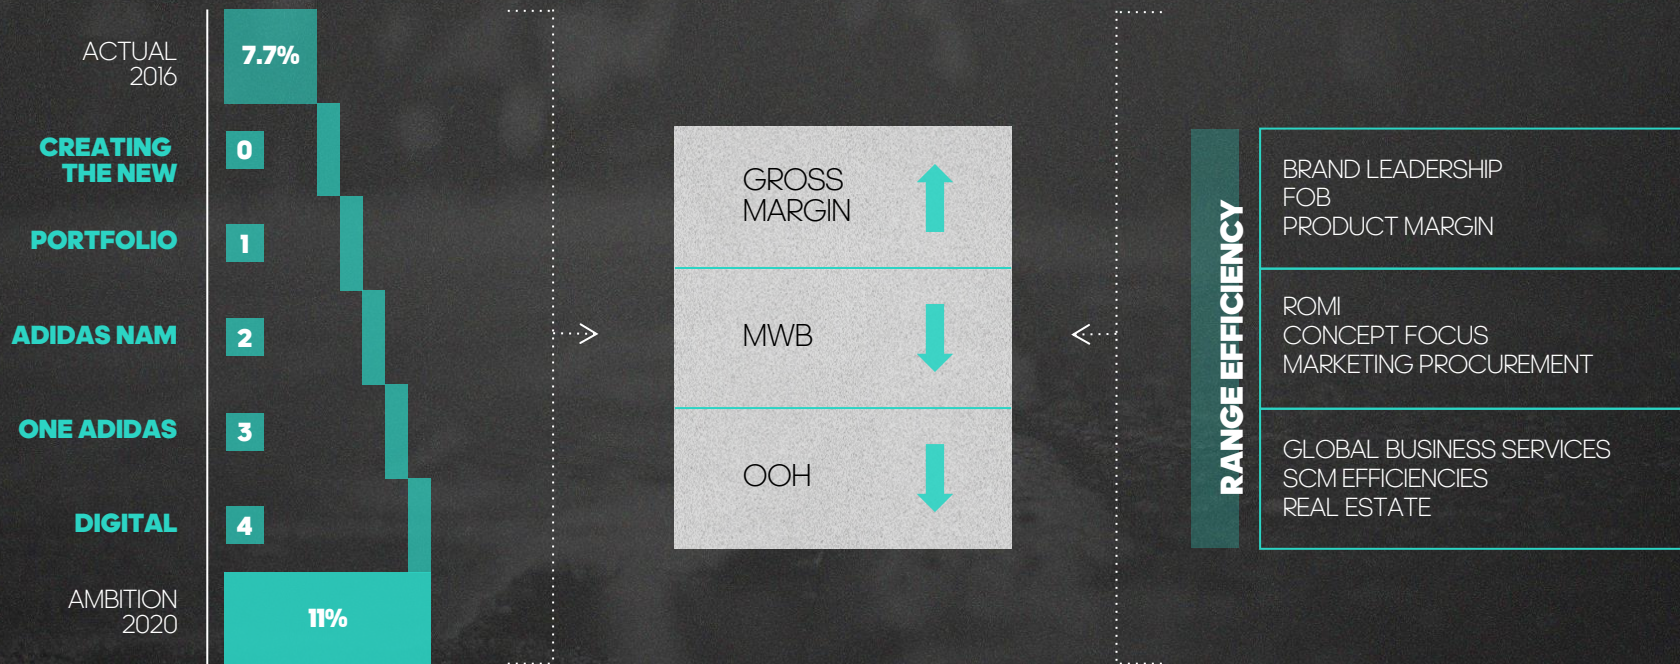 ACTUAL
2016
7.7%
CREATING
THE NEW
0
PORTFOLIO
1
ADIDAS NAM
2
ONE ADIDAS
3
DIGITAL
4
AMBITION
2020
11%
GROSS
MARGIN
MWB
OOH
RANGE EFFICIENCY
BRAND LEADERSHIP
FOB
PRODUCT MARGIN
ROMI
CONCEPT FOCUS
MARKETING PROCUREMENT
GLOBAL BUSINESS SERVICES
SCM EFFICIENCIES
REAL ESTATE